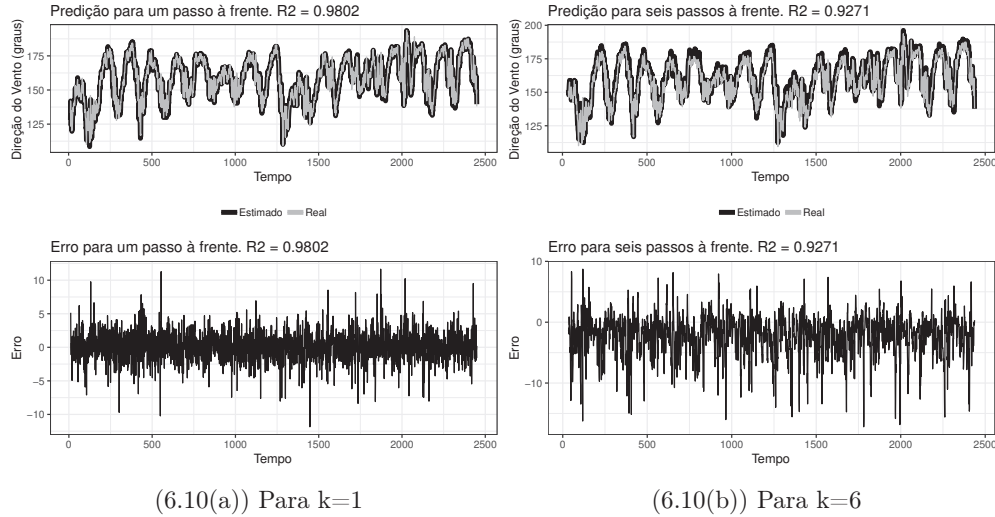 Predição para um passo à frente. R2 = 0.9802
Direção do Vento (graus)
175
150
125
0
500
1000
1500
2000
2500
Tempo
Predição para seis passos à frente. R2 = 0.9271
Direção do Vento (graus)
200
175
150
125
0
500
1000
1500
2000
2500
Tempo
Estimado
Real
Estimado
Real
Erro para um passo à frente. R2 = 0.9802
Erro
10
5
0
−5
−10
0
500
1000
1500
2000
2500
Tempo
Erro para seis passos à frente. R2 = 0.9271
Erro
10
0
−10
0
500
1000
1500
2000
2500
Tempo
(6.10(a)) Para k=1
(6.10(b)) Para k=6